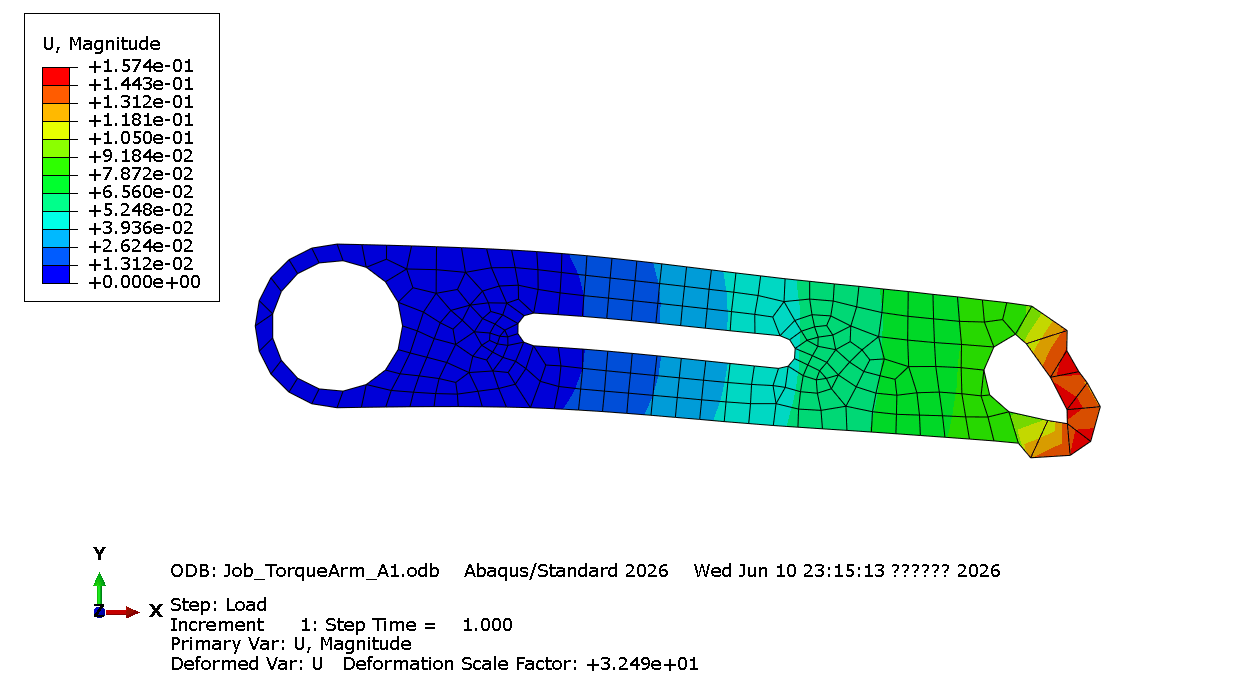 U, Magnitude
+1.574e-01
+1.443e-01
+1.312e-01
+1.181e-01
+1.050e-01
+9.184e-02
+7.872e-02
+6.560e-02
+5.248e-02
+3.936e-02
+2.624e-02
+1.312e-02
+0.000e+00
Y
Z
X
ODB: Job_TorqueArm_A1.odb Abaqus/Standard 2026 Wed Jun 10 23:15:13 ?????? 2026
Step: Load
Increment 1: Step Time = 1.000
Primary Var: U, Magnitude
Deformed Var: U Deformation Scale Factor: +3.249e+01